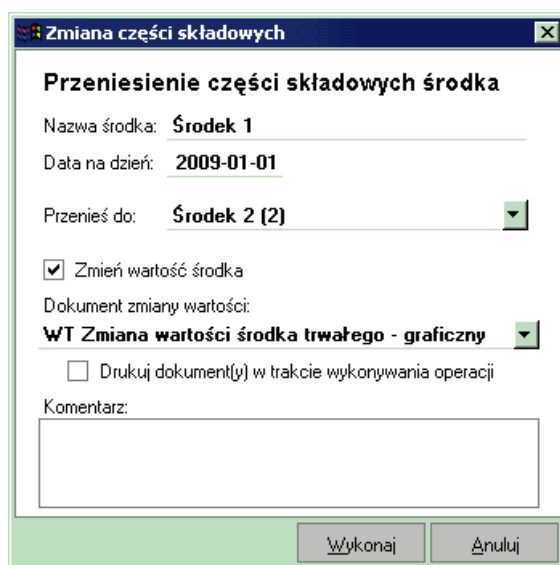 Zmiana części składowych
Przeniesienie części składowych środka
Nazwa środka: Środek 1
Data na dzień: 2009-01-01
Przenieś do: Środek 2 (2)
Zmień wartość środka
Dokument zmiany wartości:
WT Zmiana wartości środka trwałego - graficzny
Drukuj dokument(y) w trakcie wykonywania operacji
Komentarz:
Wykonaj Anuluj